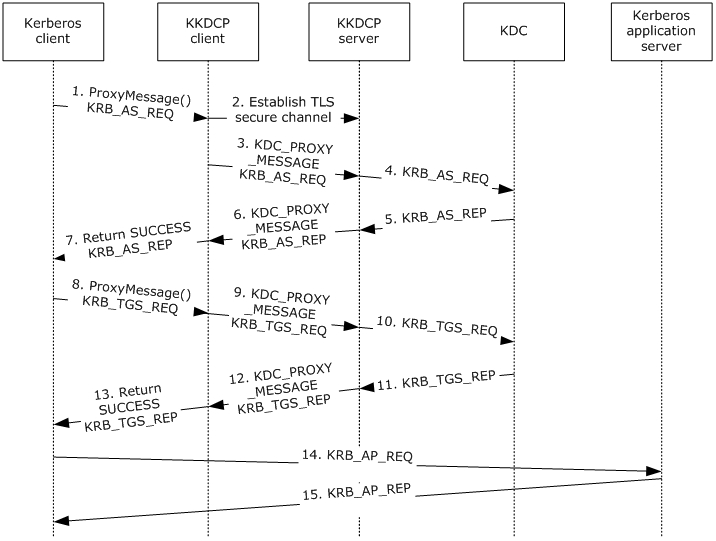 Kerberos
client
KKDCP
client
KKDCP
server
KDC
Kerberos
application
server
1. ProxyMessage()
KRB_AS_REQ
2. Establish TLS
secure channel
3. KDC_PROXY
_MESSAGE
KRB_AS_REQ
4. KRB_AS_REQ
5. KRB_AS_REP
6. KDC_PROXY
_MESSAGE
KRB_AS_REP
7. Return SUCCESS
KRB_AS_REP
8. ProxyMessage()
KRB_TGS_REQ
9. KDC_PROXY
_MESSAGE
KRB_TGS_REQ
10. KRB_TGS_REQ
11. KRB_TGS_REP
12. KDC_PROXY
_MESSAGE
KRB_TGS_REP
13. Return
SUCCESS
KRB_TGS_REP
14. KRB_AP_REQ
15. KRB_AP_REP